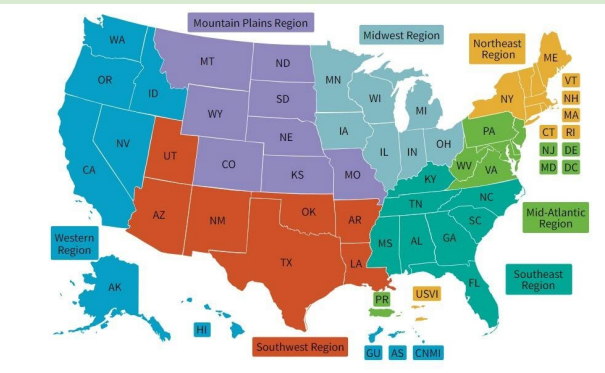 Mountain Plains Region
Midwest Region
Northeast
Region
WA
MT
ND
MN
ME
OR
ID
SD
WI
MI
NY
VT
NH
MA
CT
RI
WY
IA
PA
NJ
DE
MD
DC
NV
NE
IL
IN
OH
WV
VA
CA
UT
CO
KS
MO
KY
NC
TN
AZ
NM
OK
AR
SC
Mid-Atlantic
Region
MS
AL
GA
Western
Region
TX
LA
FL
Southeast
Region
AK
PR
USVI
HI
Southwest Region
GU
AS
CNMI